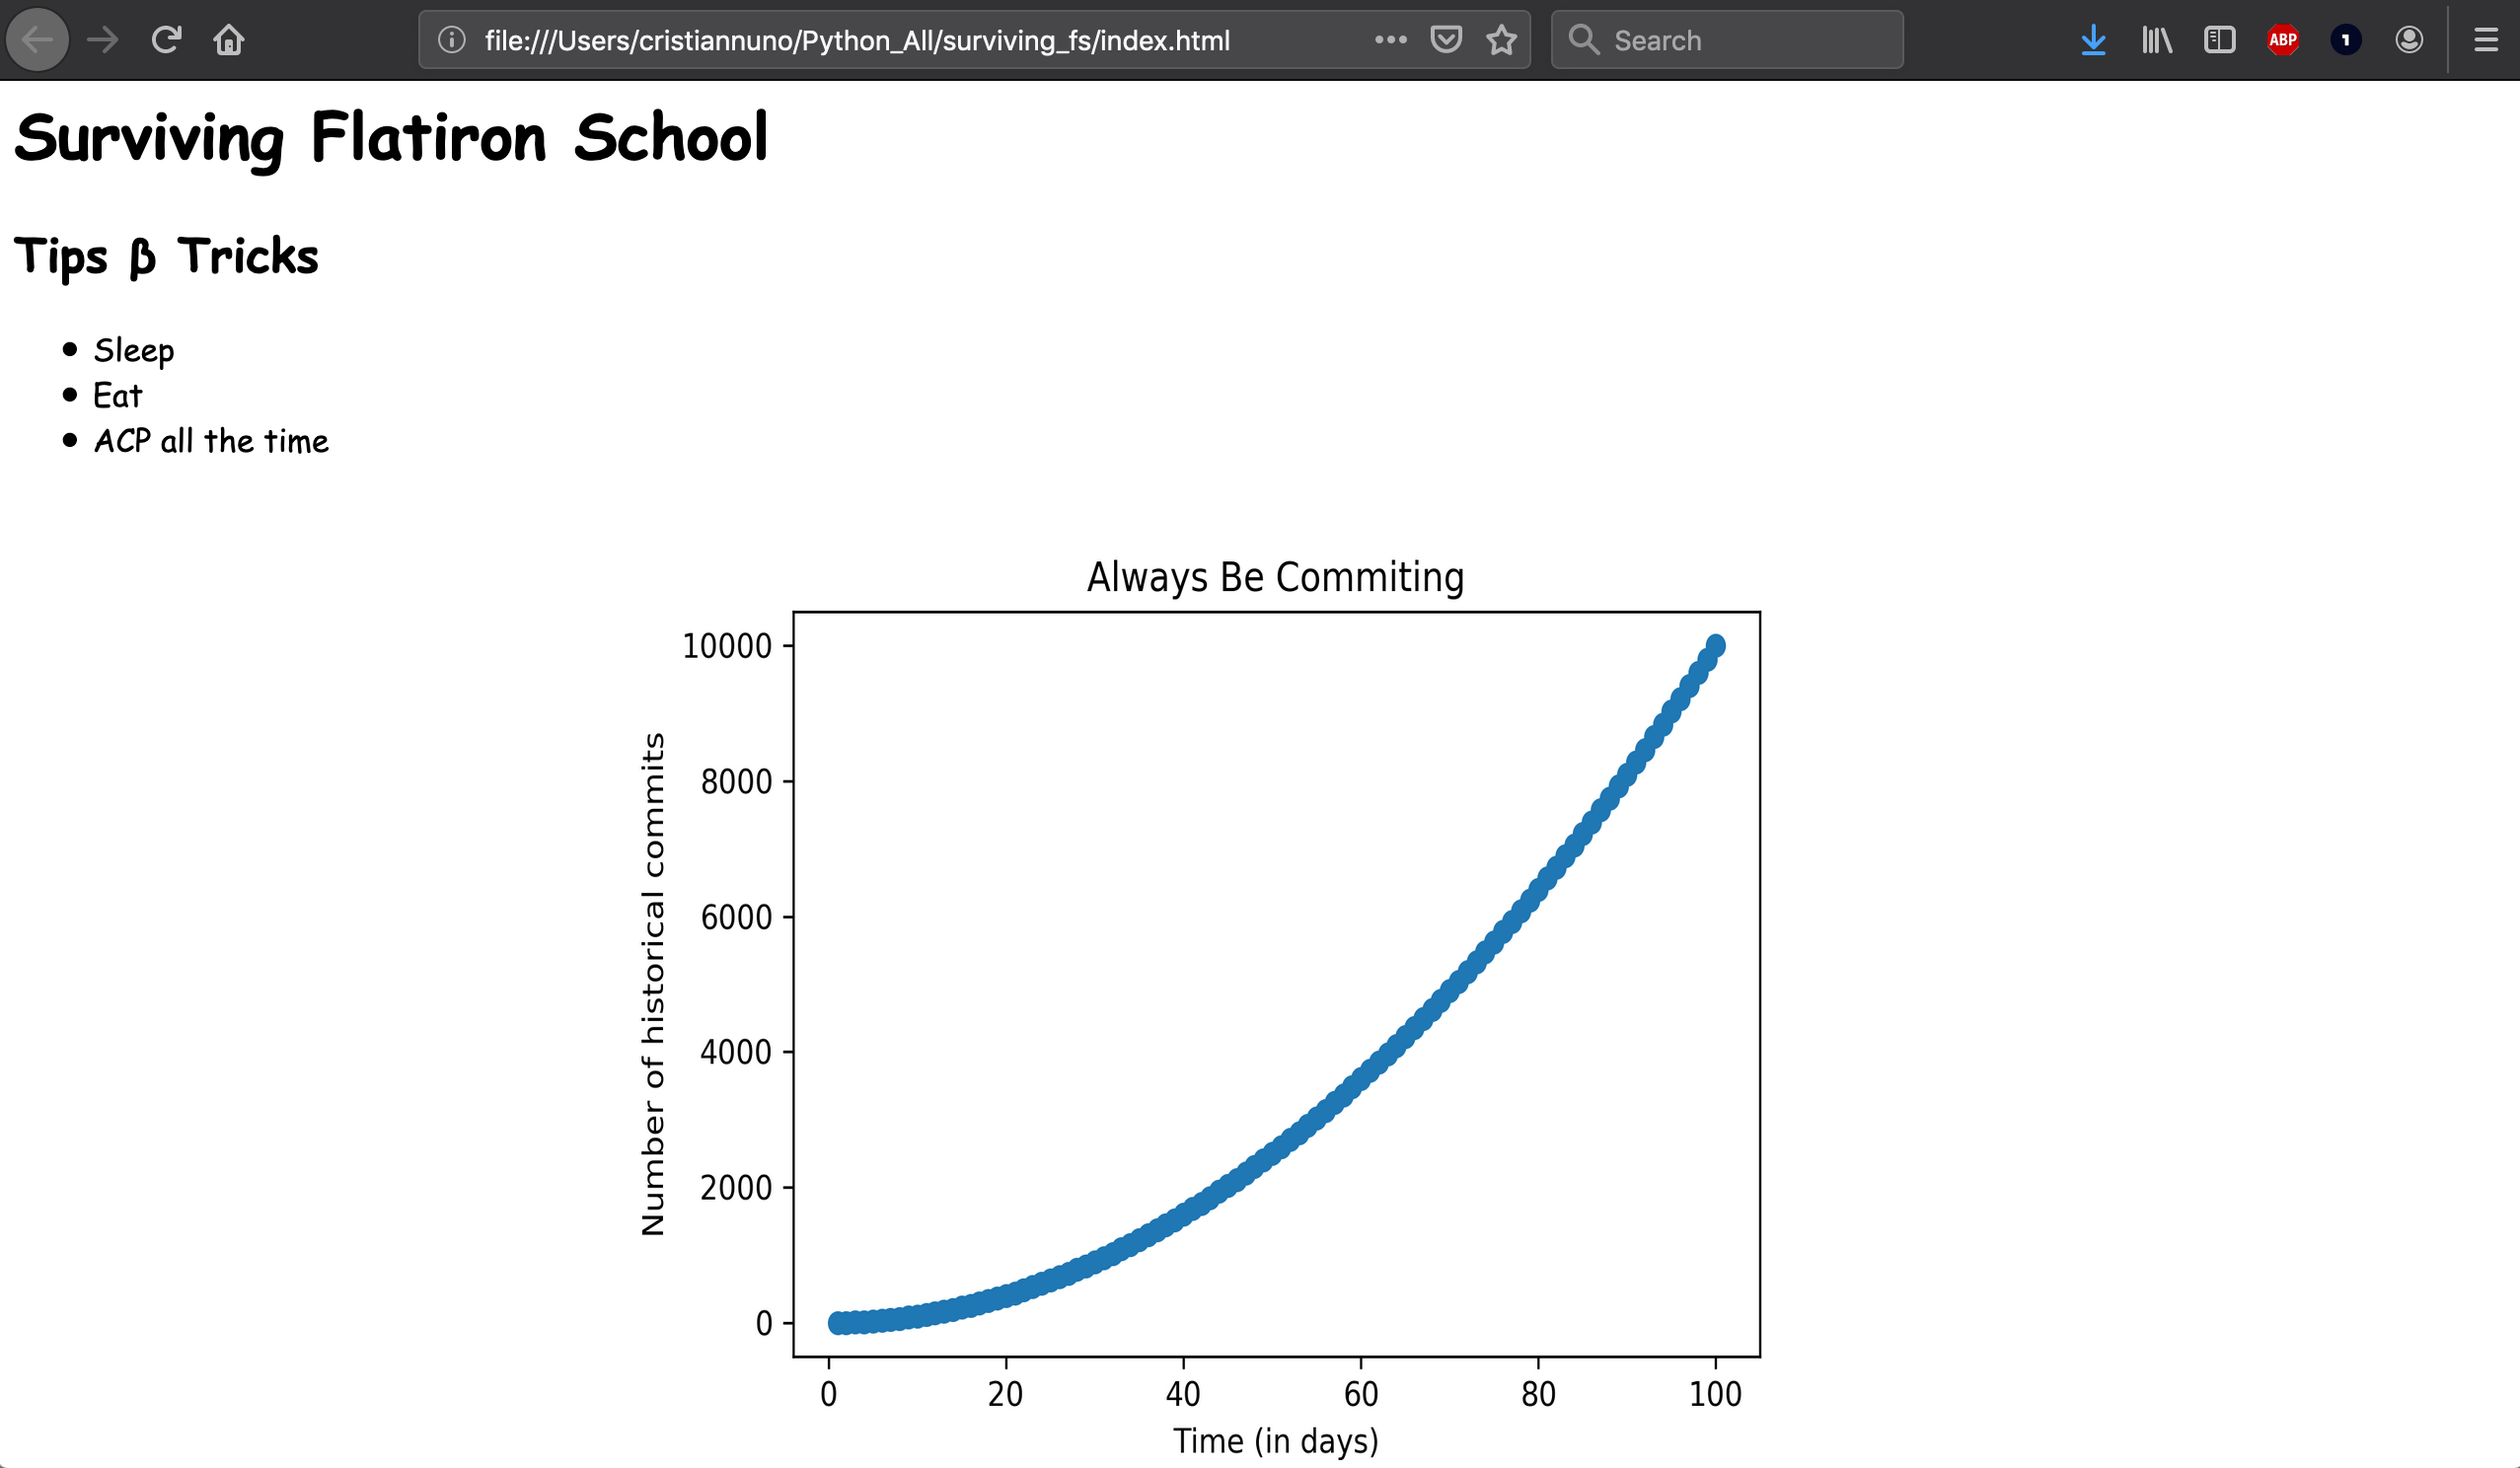 file:///Users/cristiannuno/Python_All/surviving_fs/index.html
Search
ABP
1
Surviving Flatiron School
Tips β Tricks
Sleep
Eat
ACP all the time
Always Be Commiting
Number of historical commits
10000
8000
6000
4000
2000
0
0 20 40 60 80 100
Time (in days)